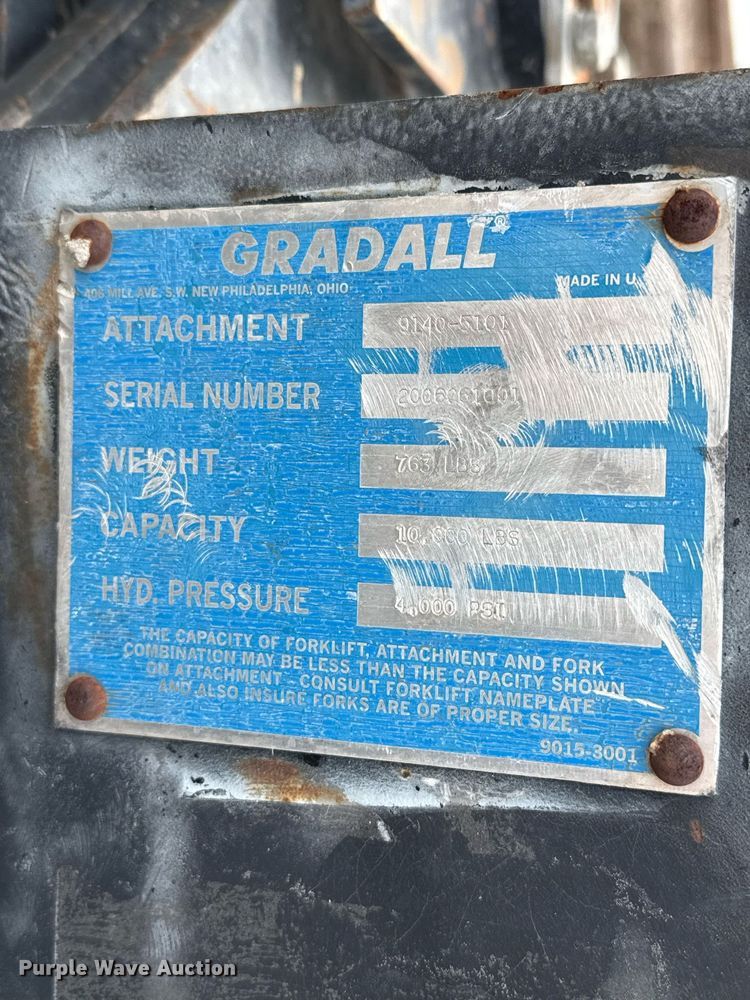 GRADALL®
406 MILL AVE. S.W. NEW PHILADELPHIA, OHIO MADE IN U
ATTACHMENT 9140-5101
SERIAL NUMBER 2006061001
WEIGHT 763 LBS
CAPACITY 10,000 LBS
HYD. PRESSURE 4,000 PSI
THE CAPACITY OF FORKLIFT, ATTACHMENT AND FORK
COMBINATION MAY BE LESS THAN THE CAPACITY SHOWN
ON ATTACHMENT - CONSULT FORKLIFT NAMEPLATE
AND ALSO INSURE FORKS ARE OF PROPER SIZE.
9015-3001
Purple Wave Auction